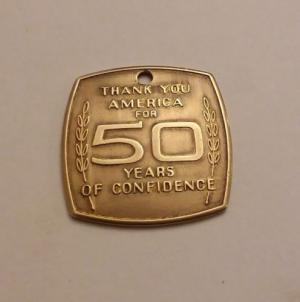 THANK YOU
AMERICA
FOR
50
YEARS
OF CONFIDENCE